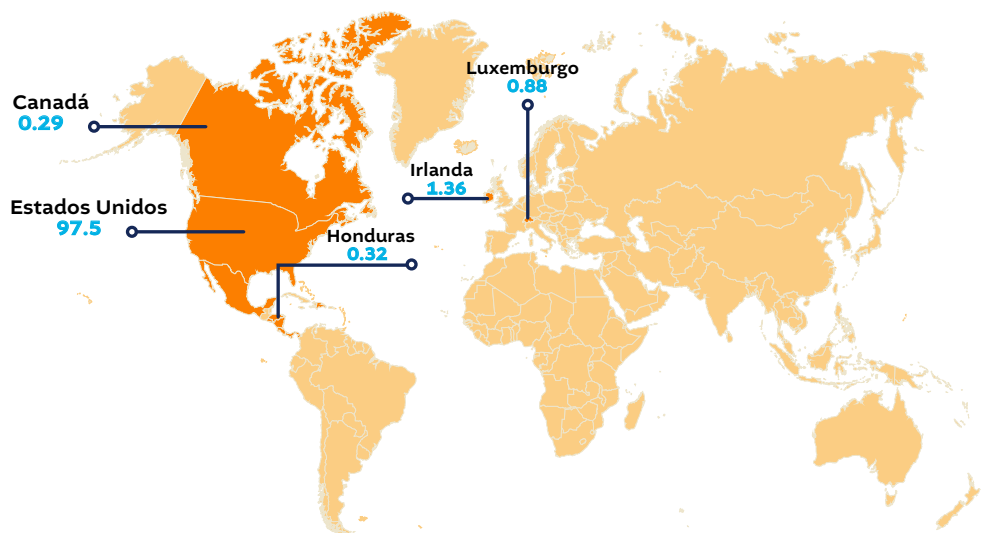 Luxemburgo
0.88
Canadá
0.29
Irlanda
1.36
Estados Unidos
97.5
Honduras
0.32